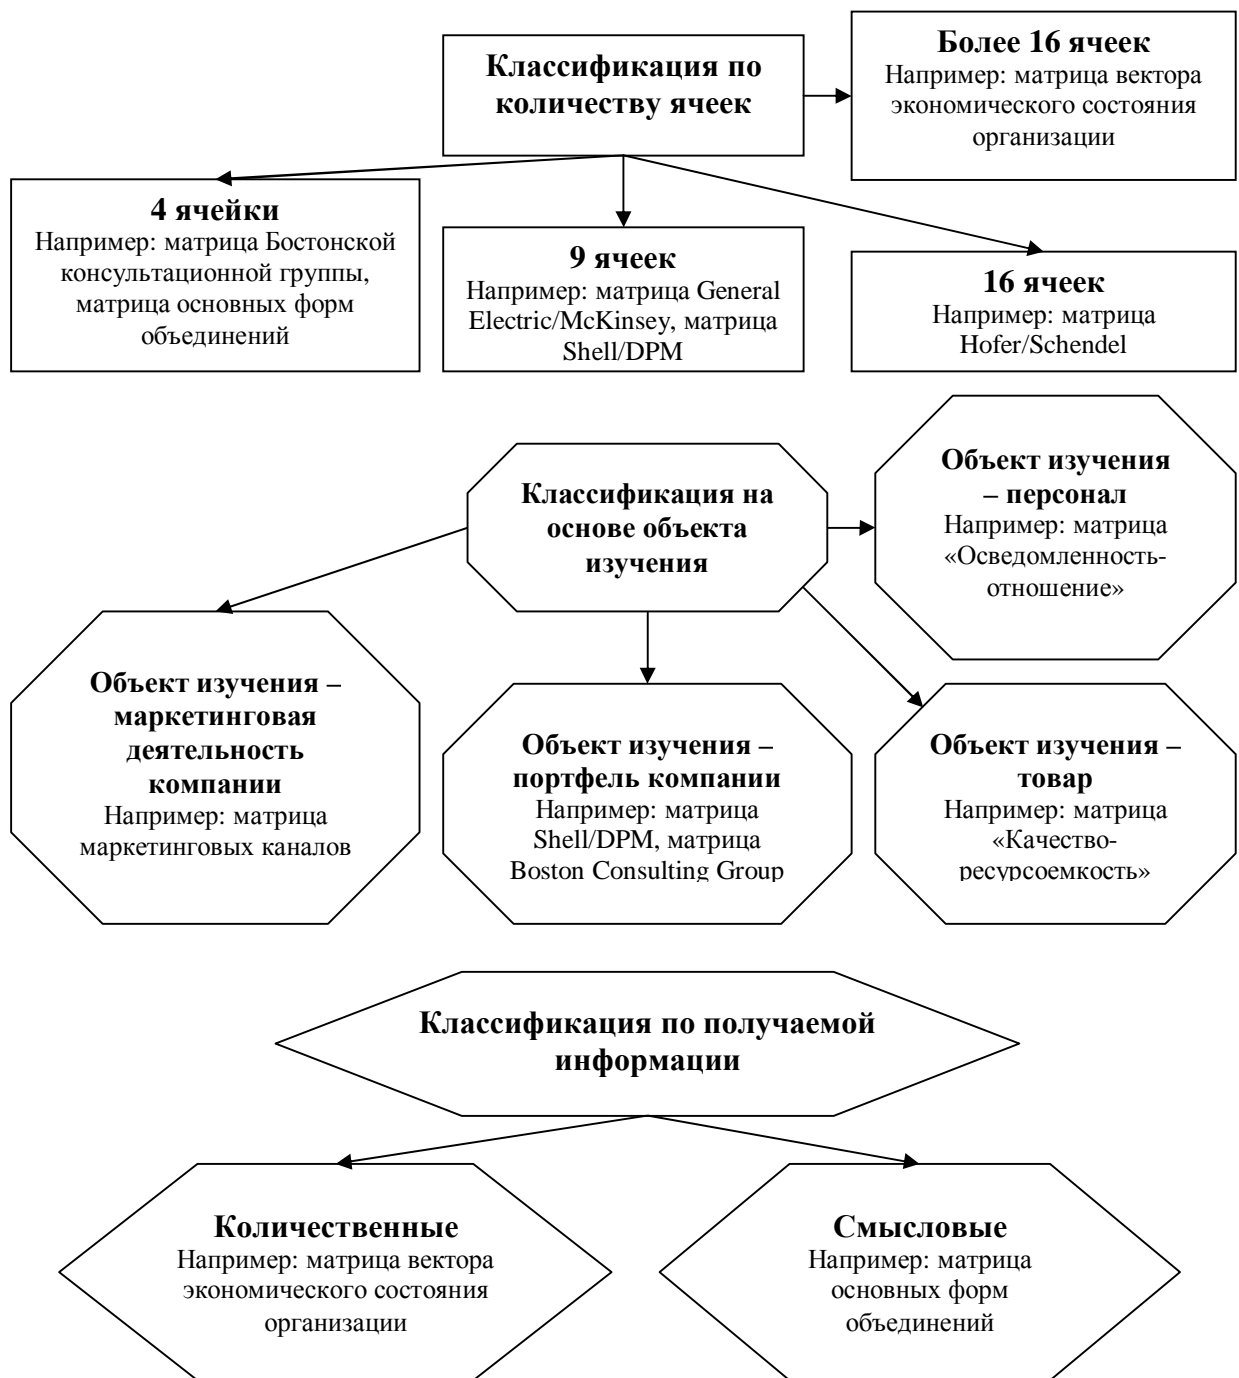 Классификация по
количеству ячеек
Более 16 ячеек
Например: матрица вектора
экономического состояния
организации
4 ячейки
Например: матрица Бостонской
консультационной группы,
матрица основных форм
объединений
9 ячеек
Например: матрица General
Electric/McKinsey, матрица
Shell/DPM
16 ячеек
Например: матрица
Hofer/Schendel
Классификация на
основе объекта
изучения
Объект изучения
– персонал
Например: матрица
«Осведомленность-
отношение»
Объект изучения –
маркетинговая
деятельность
компании
Например: матрица
маркетинговых каналов
Объект изучения –
портфель компании
Например: матрица
Shell/DPM, матрица
Boston Consulting Group
Объект изучения –
товар
Например: матрица
«Качество-
ресурсоемкость»
Классификация по получаемой
информации
Количественные
Например: матрица вектора
экономического состояния
организации
Смысловые
Например: матрица
основных форм
объединений